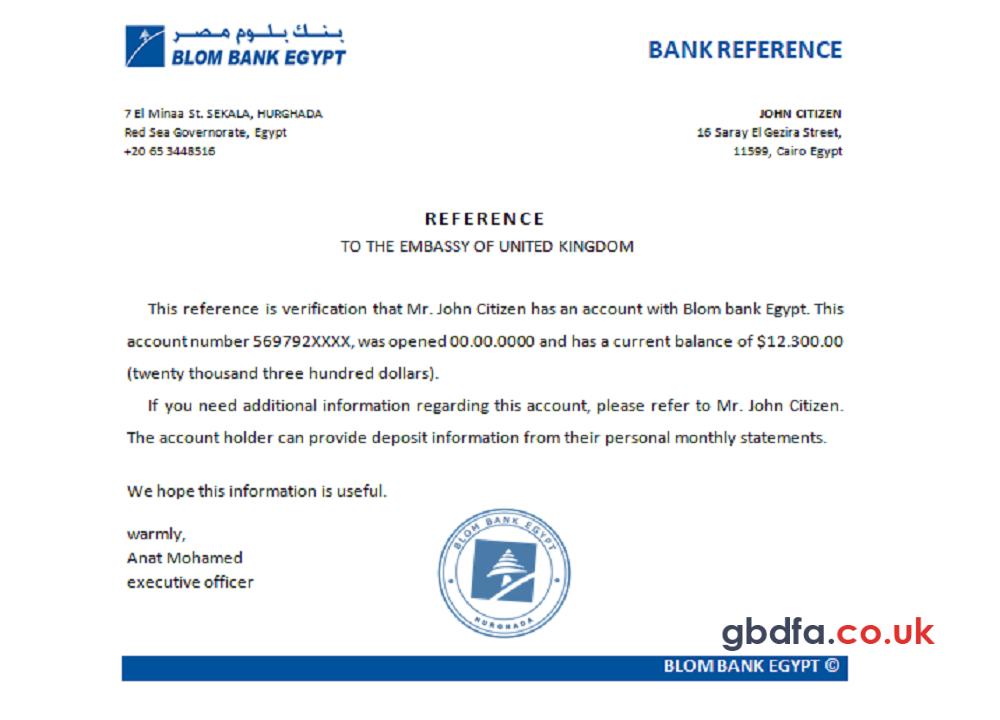 بنك بلوم مصر
BLOM BANK EGYPT
BANK REFERENCE
7 El Minaa St. SEKALA, HURGHADA
Red Sea Governorate, Egypt
+20 65 3448516
JOHN CITIZEN
16 Saray El Gezira Street,
11599, Cairo Egypt
REFERENCE
TO THE EMBASSY OF UNITED KINGDOM
This reference is verification that Mr. John Citizen has an account with Blom bank Egypt. This
account number 569792XXXX, was opened 00.00.0000 and has a current balance of $12.300.00
(twenty thousand three hundred dollars).
If you need additional information regarding this account, please refer to Mr. John Citizen.
The account holder can provide deposit information from their personal monthly statements.
We hope this information is useful.
warmly,
Anat Mohamed
executive officer
BLOM BANK EGYPT
HURGHADA
gbdfa.co.uk
BLOM BANK EGYPT ©